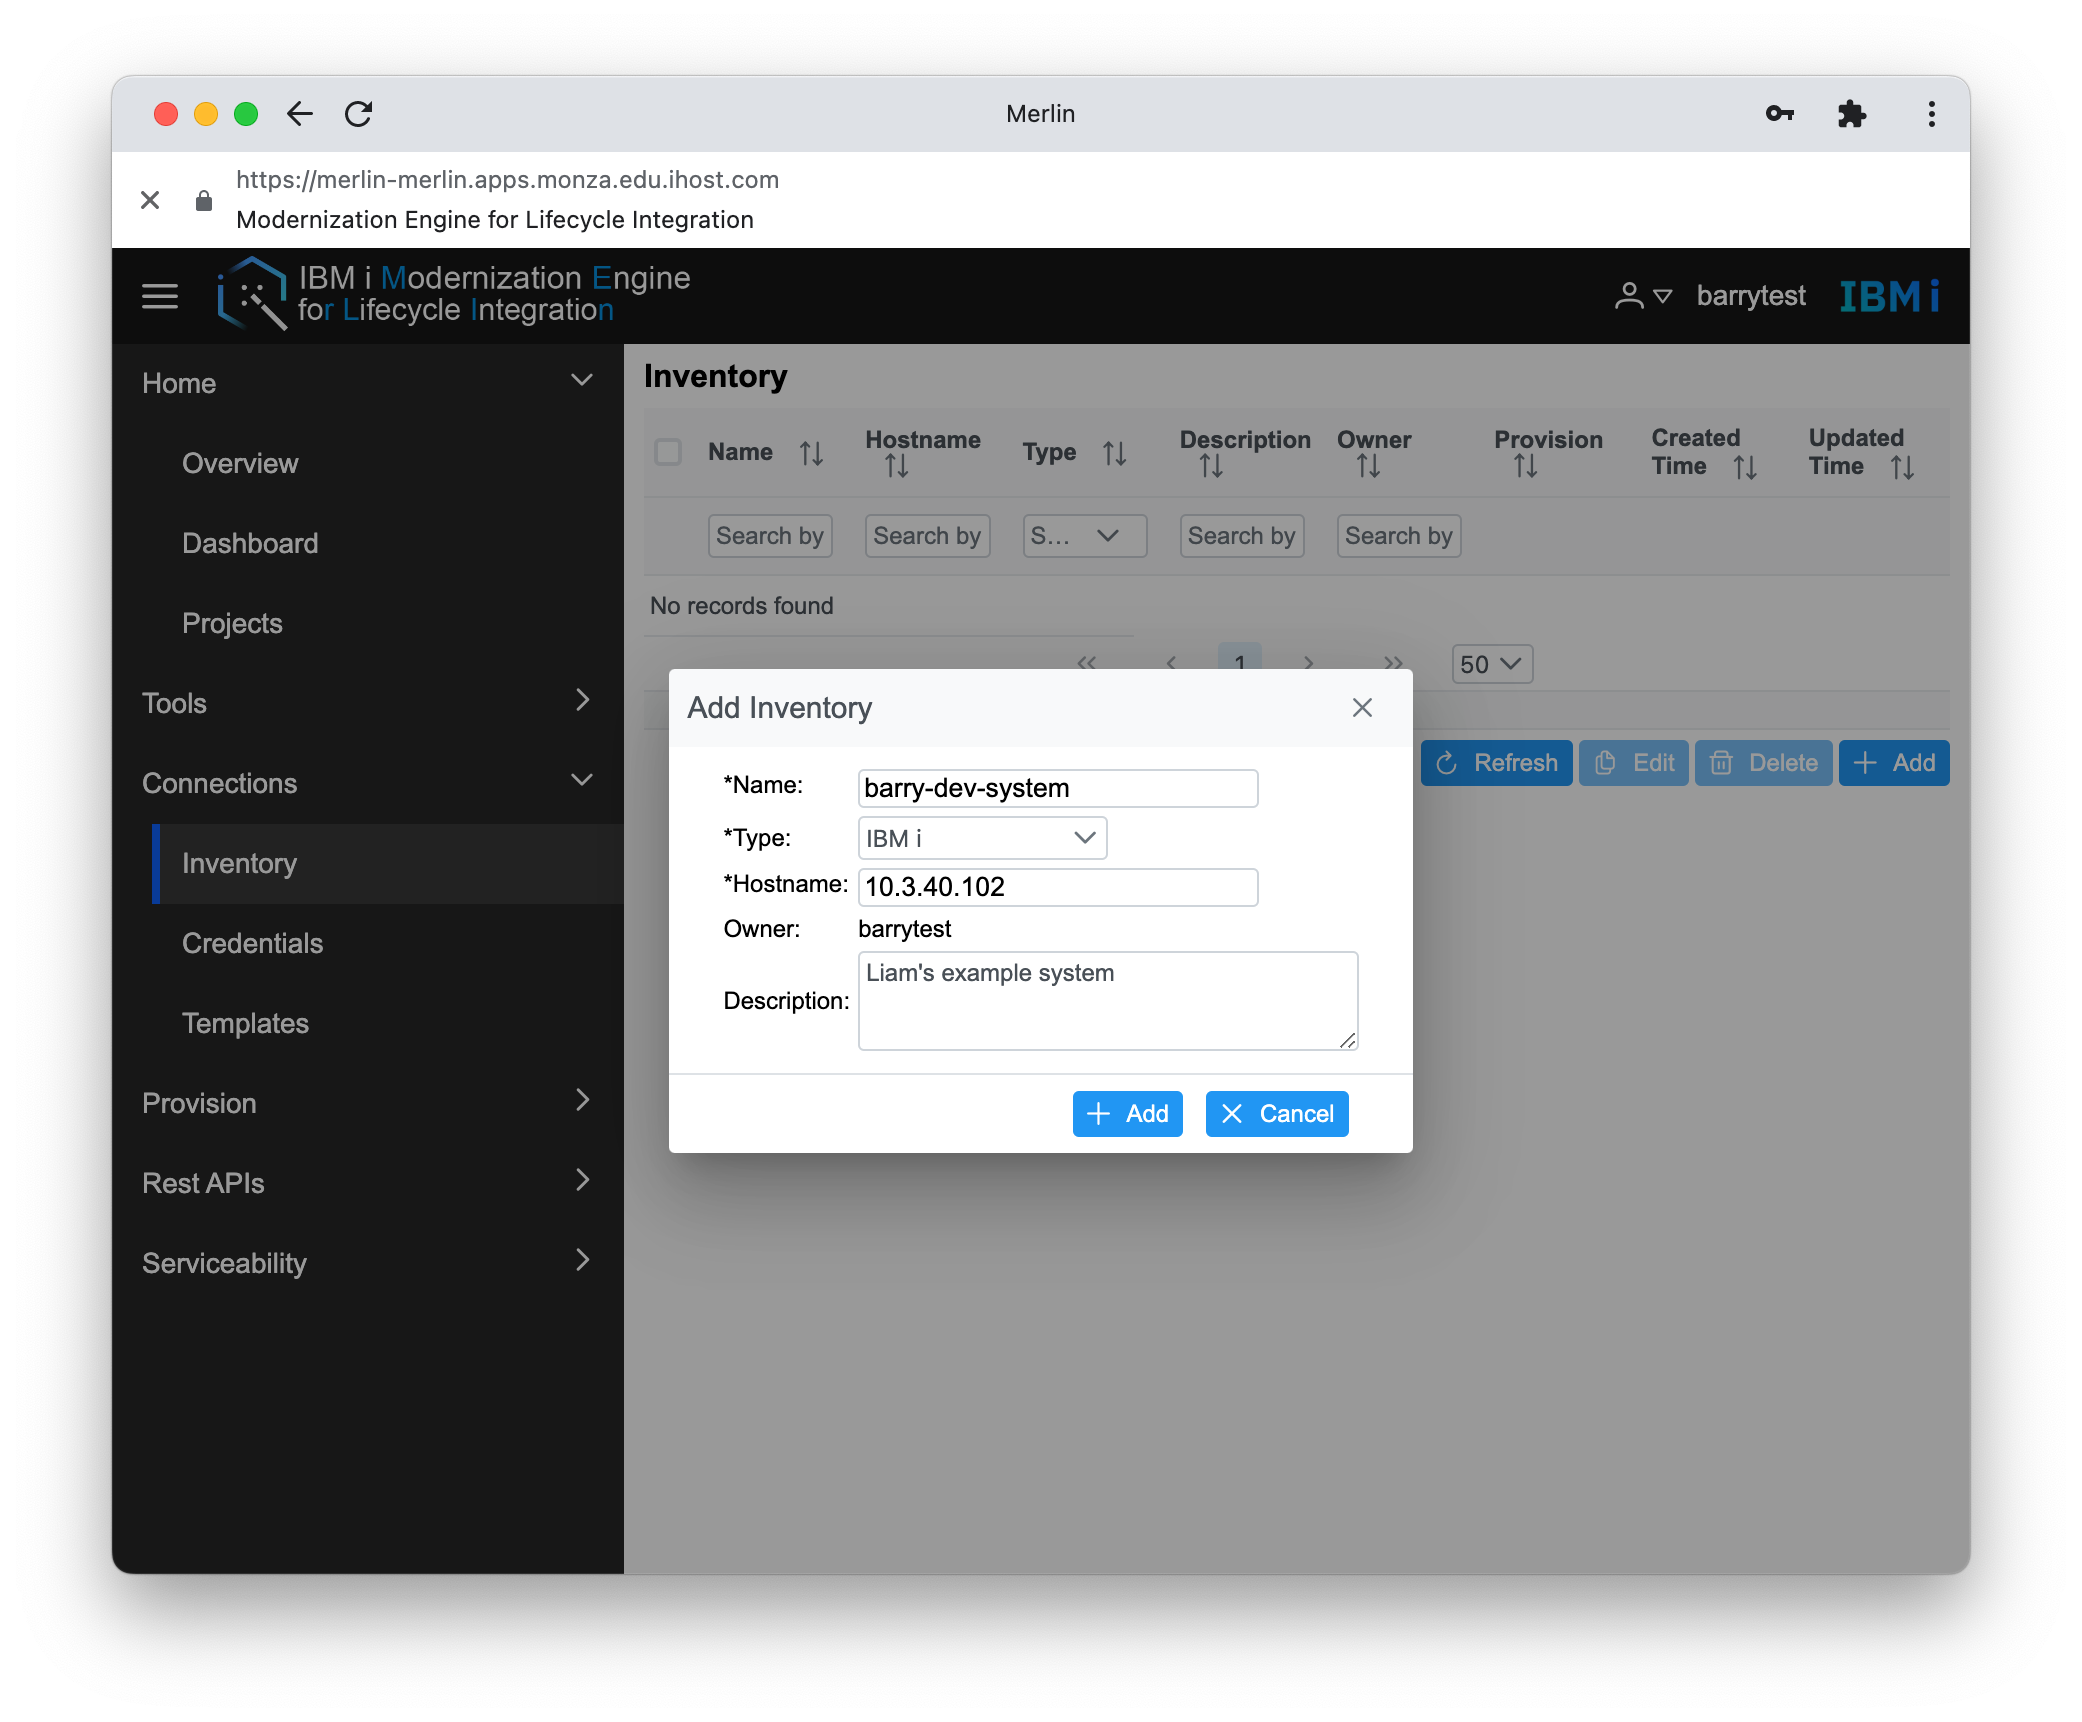 Merlin
https://merlin-merlin.apps.monza.edu.ihost.com
Modernization Engine for Lifecycle Integration
IBM i Modernization Engine
for Lifecycle Integration
barrytest
IBM i
Home
Overview
Dashboard
Projects
Tools
Connections
Inventory
Credentials
Templates
Provision
Rest APIs
Serviceability
Inventory
Name Hostname Type Description Owner Provision Created Time Updated Time
Search by Search by S... Search by Search by
No records found
<< < 1 > >> 50
Refresh Edit Delete Add
Add Inventory
*Name: barry-dev-system
*Type: IBM i
*Hostname: 10.3.40.102
Owner: barrytest
Description: Liam's example system
Add Cancel